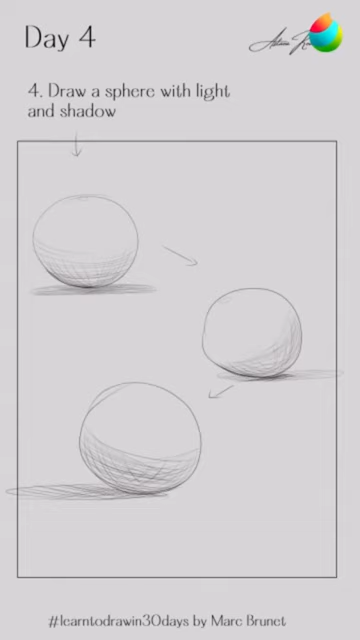 Day 4
4. Draw a sphere with light
and shadow
#learntodrawin30days by Marc Brunet